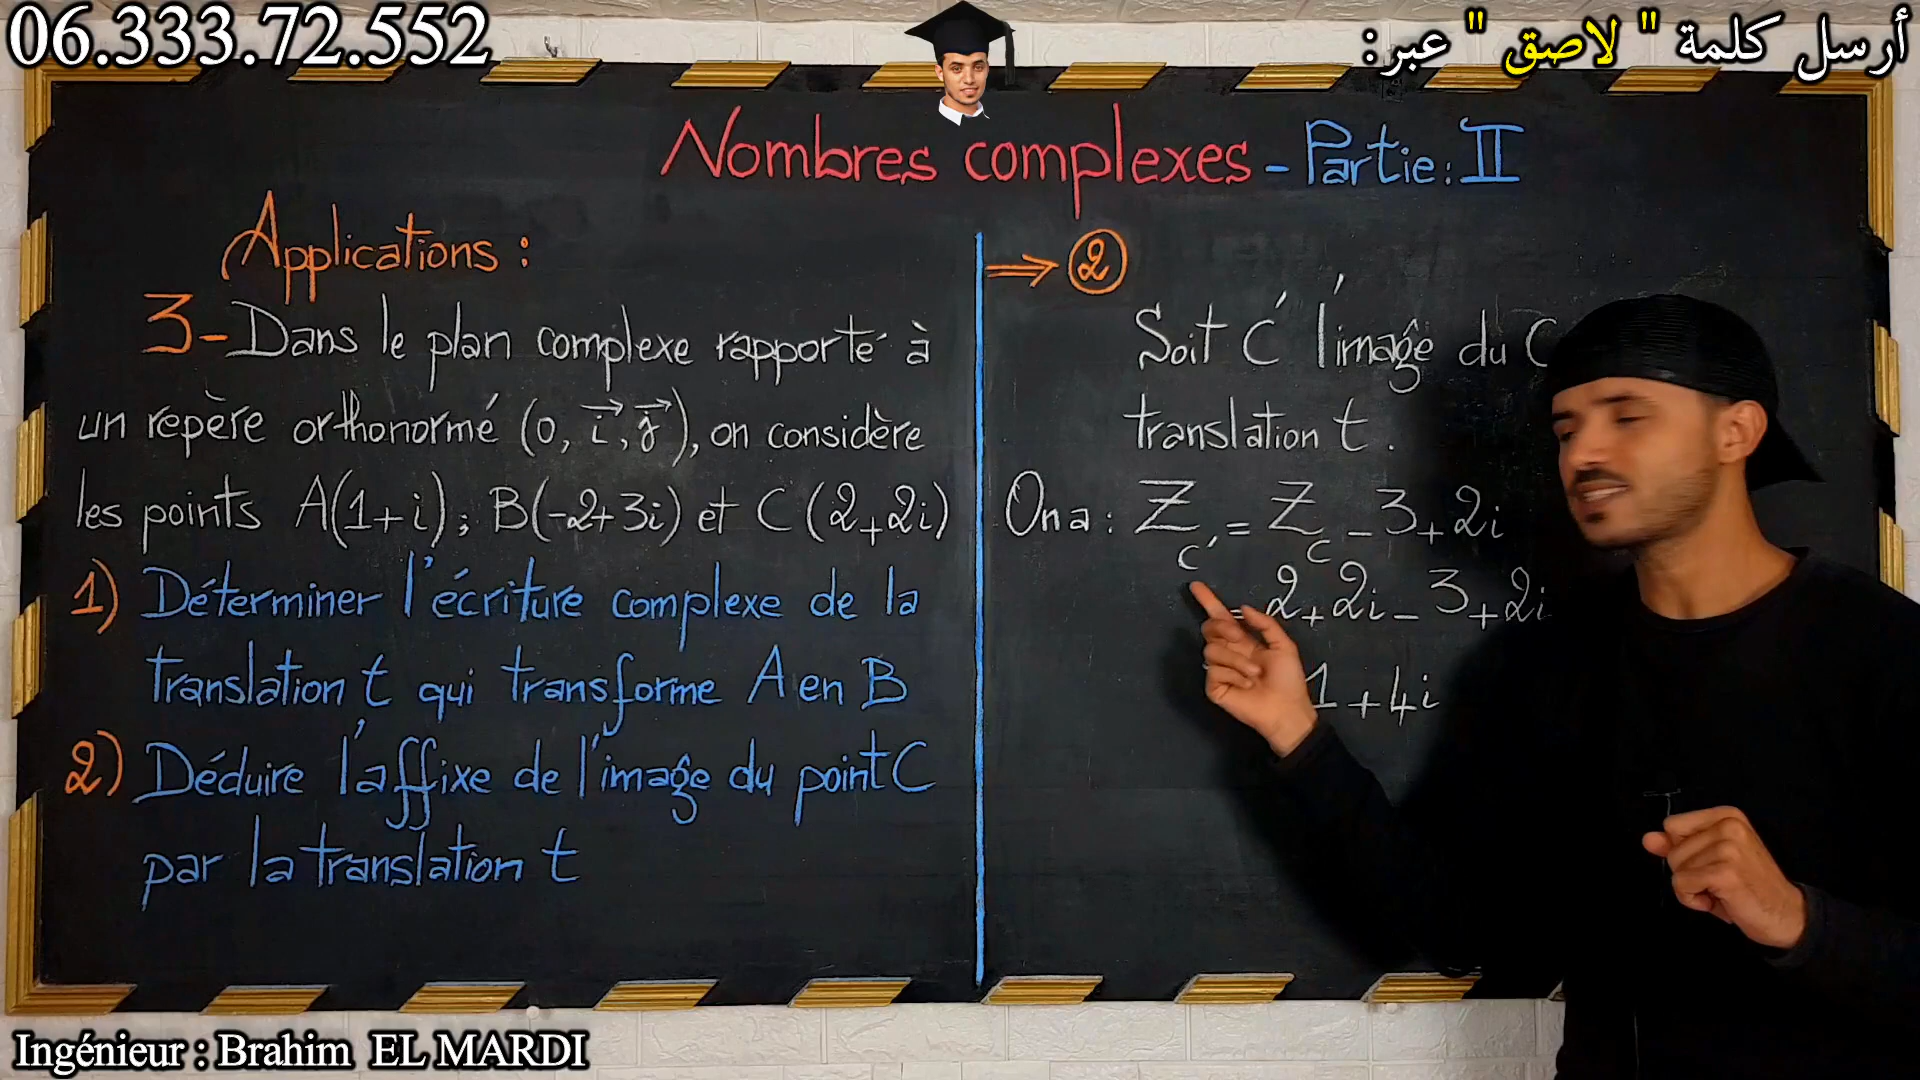 06.333.72.552
أرسل كلمة " لاصق " عبر:
Nombres complexes - Partie : II
Applications :
3- Dans le plan complexe rapporté à
un repère orthonormé (0, i, j), on considère
les points A(1+i) ; B(-2+3i) et C (2+2i)
1) Déterminer l'écriture complexe de la
translation t qui transforme A en B
2) Déduire l'affixe de l'image du point C
par la translation t
⇒ 2
Soit C' l'image du C
translation t .
On a : Z_C' = Z_C - 3+2i
= 2+2i - 3+2i
1+4i
Ingénieur : Brahim EL MARDI